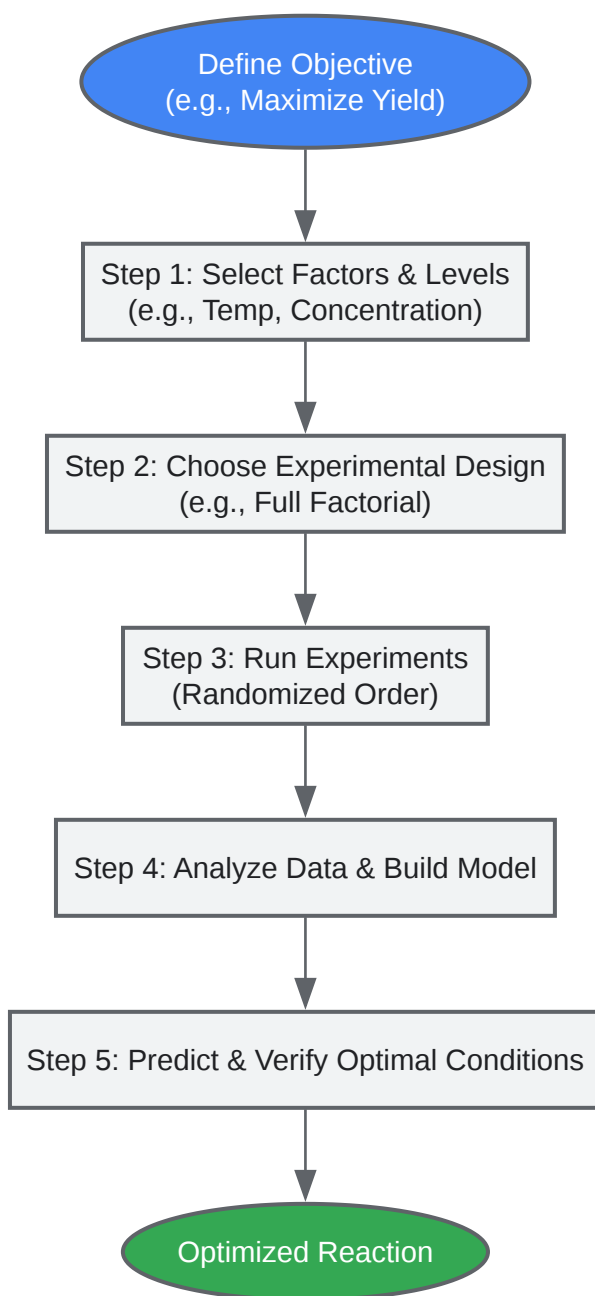 Define Objective
(e.g., Maximize Yield)
Step 1: Select Factors & Levels
(e.g., Temp, Concentration)
Step 2: Choose Experimental Design
(e.g., Full Factorial)
Step 3: Run Experiments
(Randomized Order)
Step 4: Analyze Data & Build Model
Step 5: Predict & Verify Optimal Conditions
Optimized Reaction